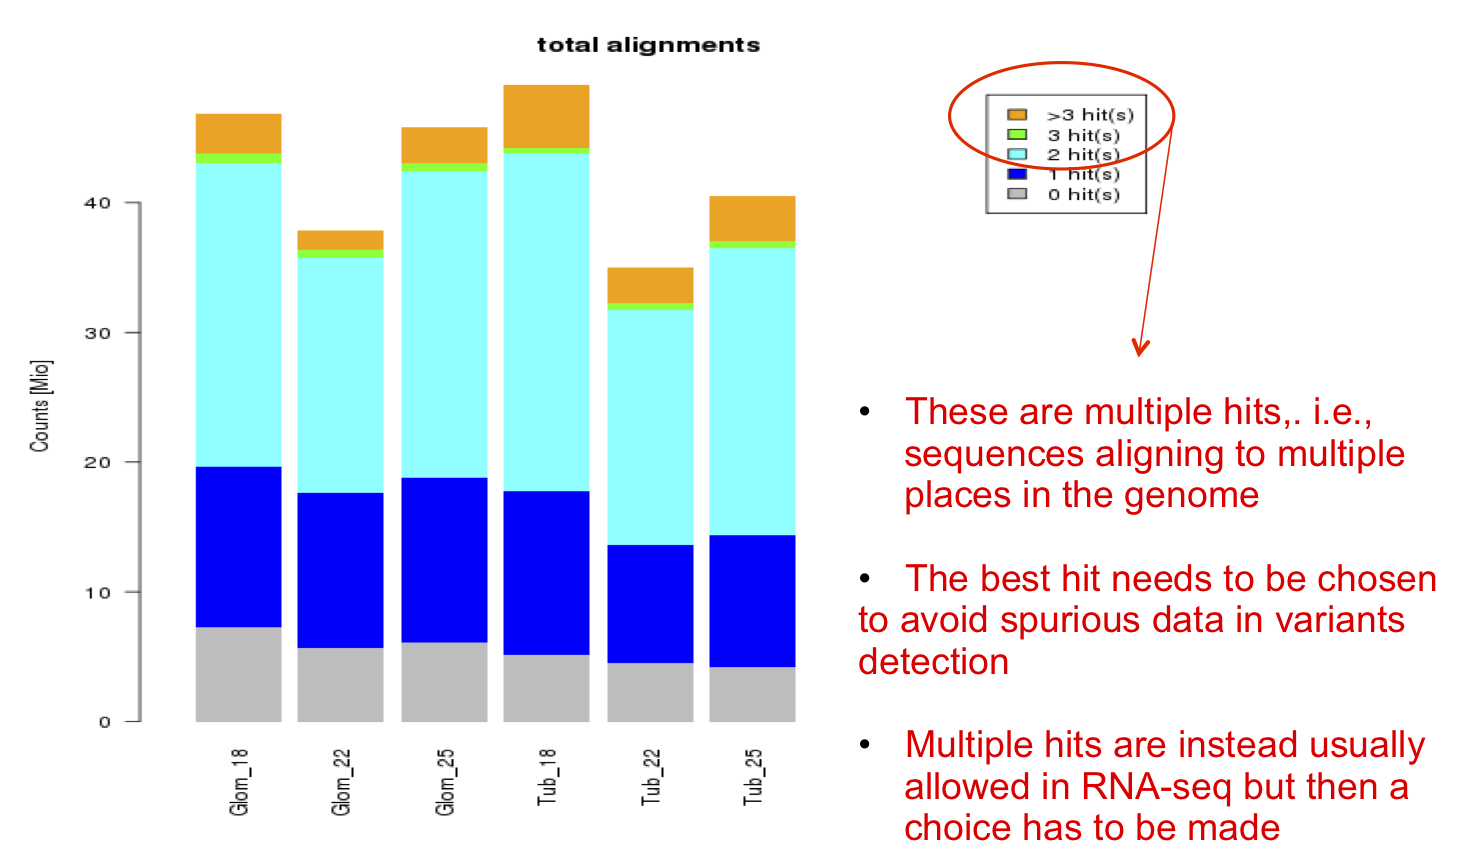 total alignments
>3 hit(s)
3 hit(s)
2 hit(s)
1 hit(s)
0 hit(s)
Counts [Mio]
40
30
20
10
0
Glom_18
Glom_22
Glom_25
Tub_18
Tub_22
Tub_25
• These are multiple hits,. i.e.,
sequences aligning to multiple
places in the genome
• The best hit needs to be chosen
to avoid spurious data in variants
detection
• Multiple hits are instead usually
allowed in RNA-seq but then a
choice has to be made